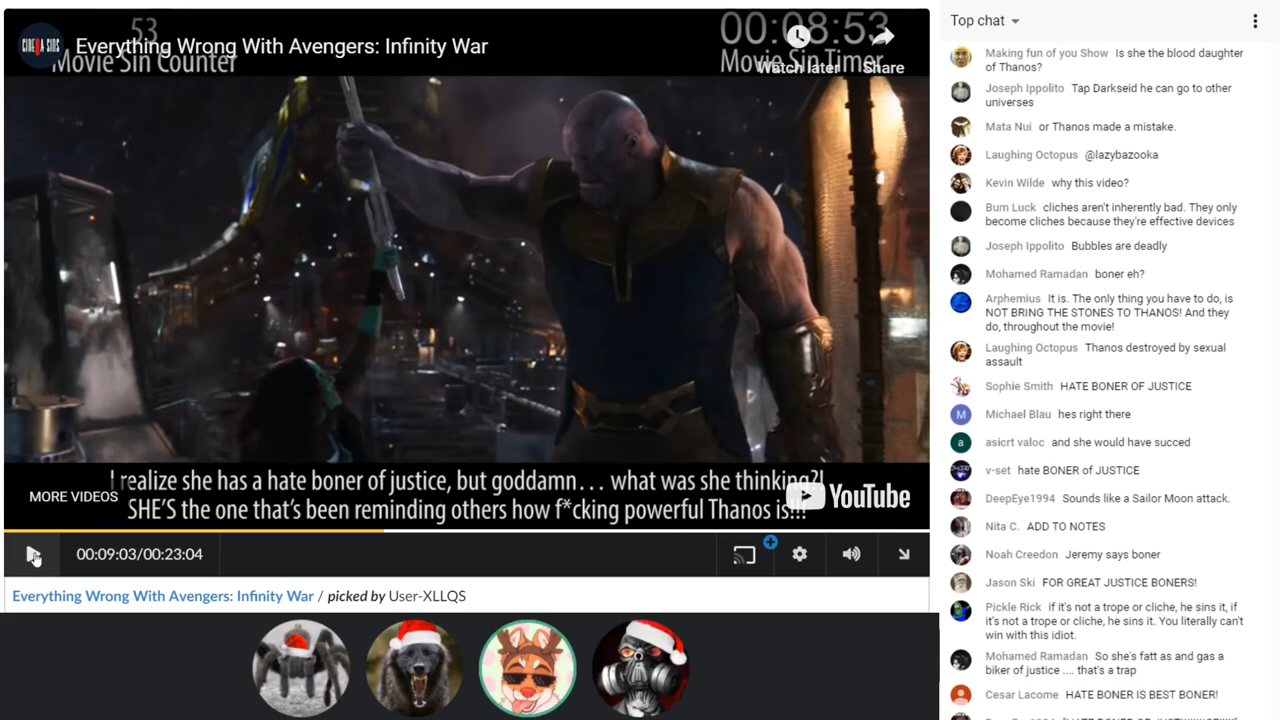 CINEMA SINS
53
Movie Sin Counter
Everything Wrong With Avengers: Infinity War
00:08:53
Movie Sin Timer
Watch later
Share
I realize she has a hate boner of justice, but goddamn... what was she thinking?!
SHE'S the one that's been reminding others how f*cking powerful Thanos is!!!
MORE VIDEOS
YouTube
00:09:03/00:23:04
Everything Wrong With Avengers: Infinity War / picked by User-XLLQS
Top chat
Making fun of you Show Is she the blood daughter
of Thanos?
Joseph Ippolito Tap Darkseid he can go to other
universes
Mata Nui or Thanos made a mistake.
Laughing Octopus @lazybazooka
Kevin Wilde why this video?
Bum Luck cliches aren't inherently bad. They only
become cliches because they're effective devices
Joseph Ippolito Bubbles are deadly
Mohamed Ramadan boner eh?
Arphemius It is. The only thing you have to do, is
NOT BRING THE STONES TO THANOS! And they
do, throughout the movie!
Laughing Octopus Thanos destroyed by sexual
assault
Sophie Smith HATE BONER OF JUSTICE
M
Michael Blau hes right there
a
asicrt valoc and she would have succed
v-set hate BONER of JUSTICE
DeepEye1994 Sounds like a Sailor Moon attack.
Nita C. ADD TO NOTES
Noah Creedon Jeremy says boner
Jason Ski FOR GREAT JUSTICE BONERS!
Pickle Rick if it's not a trope or cliche, he sins it, if
it's not a trope or cliche, he sins it. You literally can't
win with this idiot.
Mohamed Ramadan So she's fatt as and gas a
biker of justice .... that's a trap
Cesar Lacome HATE BONER IS BEST BONER!